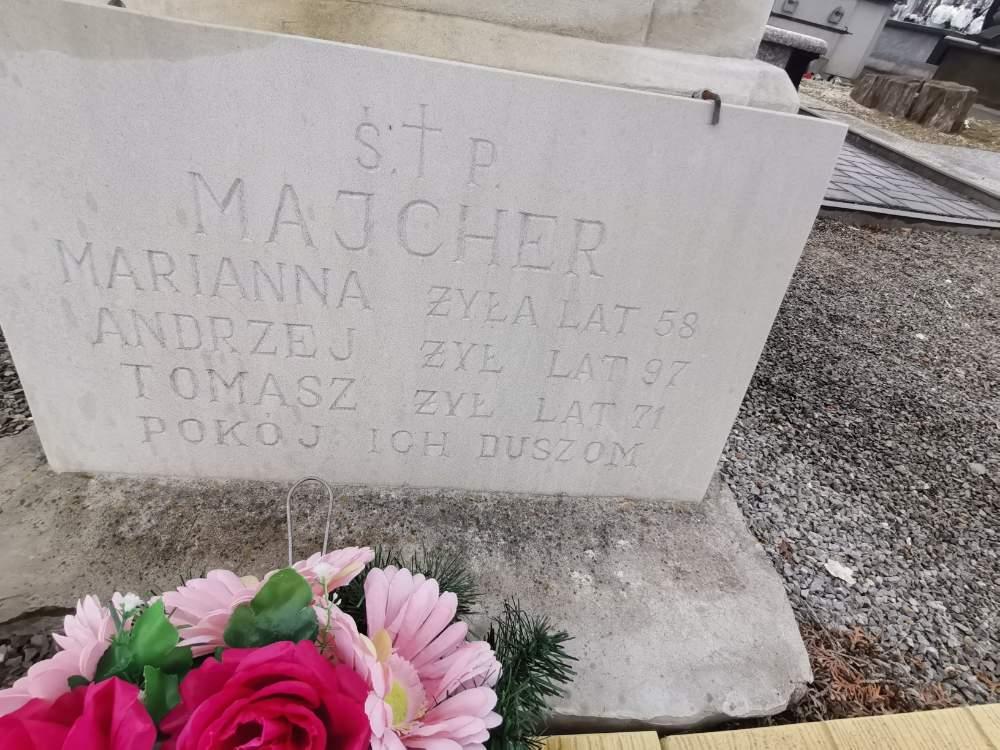 Ś.†P.
MAJCHER
MARIANNA ŻYŁA LAT 58
ANDRZEJ ŻYŁ LAT 97
TOMASZ ŻYŁ LAT 71
POKÓJ ICH DUSZOM